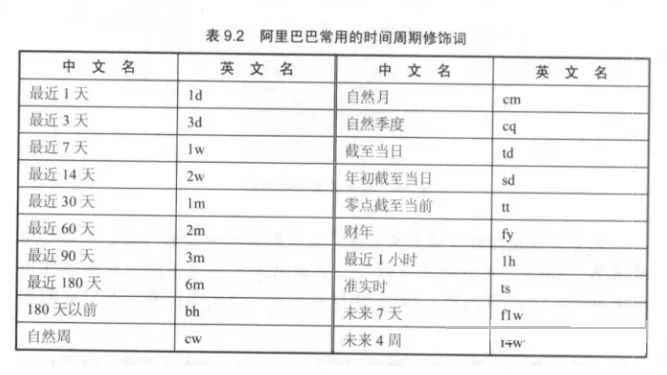 表 9.2 阿里巴巴常用的时间周期修饰词
中 文 名 英 文 名 中 文 名 英 文 名
最近 1 天 1d 自然月 cm
最近 3 天 3d 自然季度 cq
最近 7 天 1w 截至当日 td
最近 14 天 2w 年初截至当日 sd
最近 30 天 1m 零点截至当前 tt
最近 60 天 2m 财年 fy
最近 90 天 3m 最近 1 小时 1h
最近 180 天 6m 准实时 ts
180 天以前 bh 未来 7 天 f1w
自然周 cw 未来 4 周